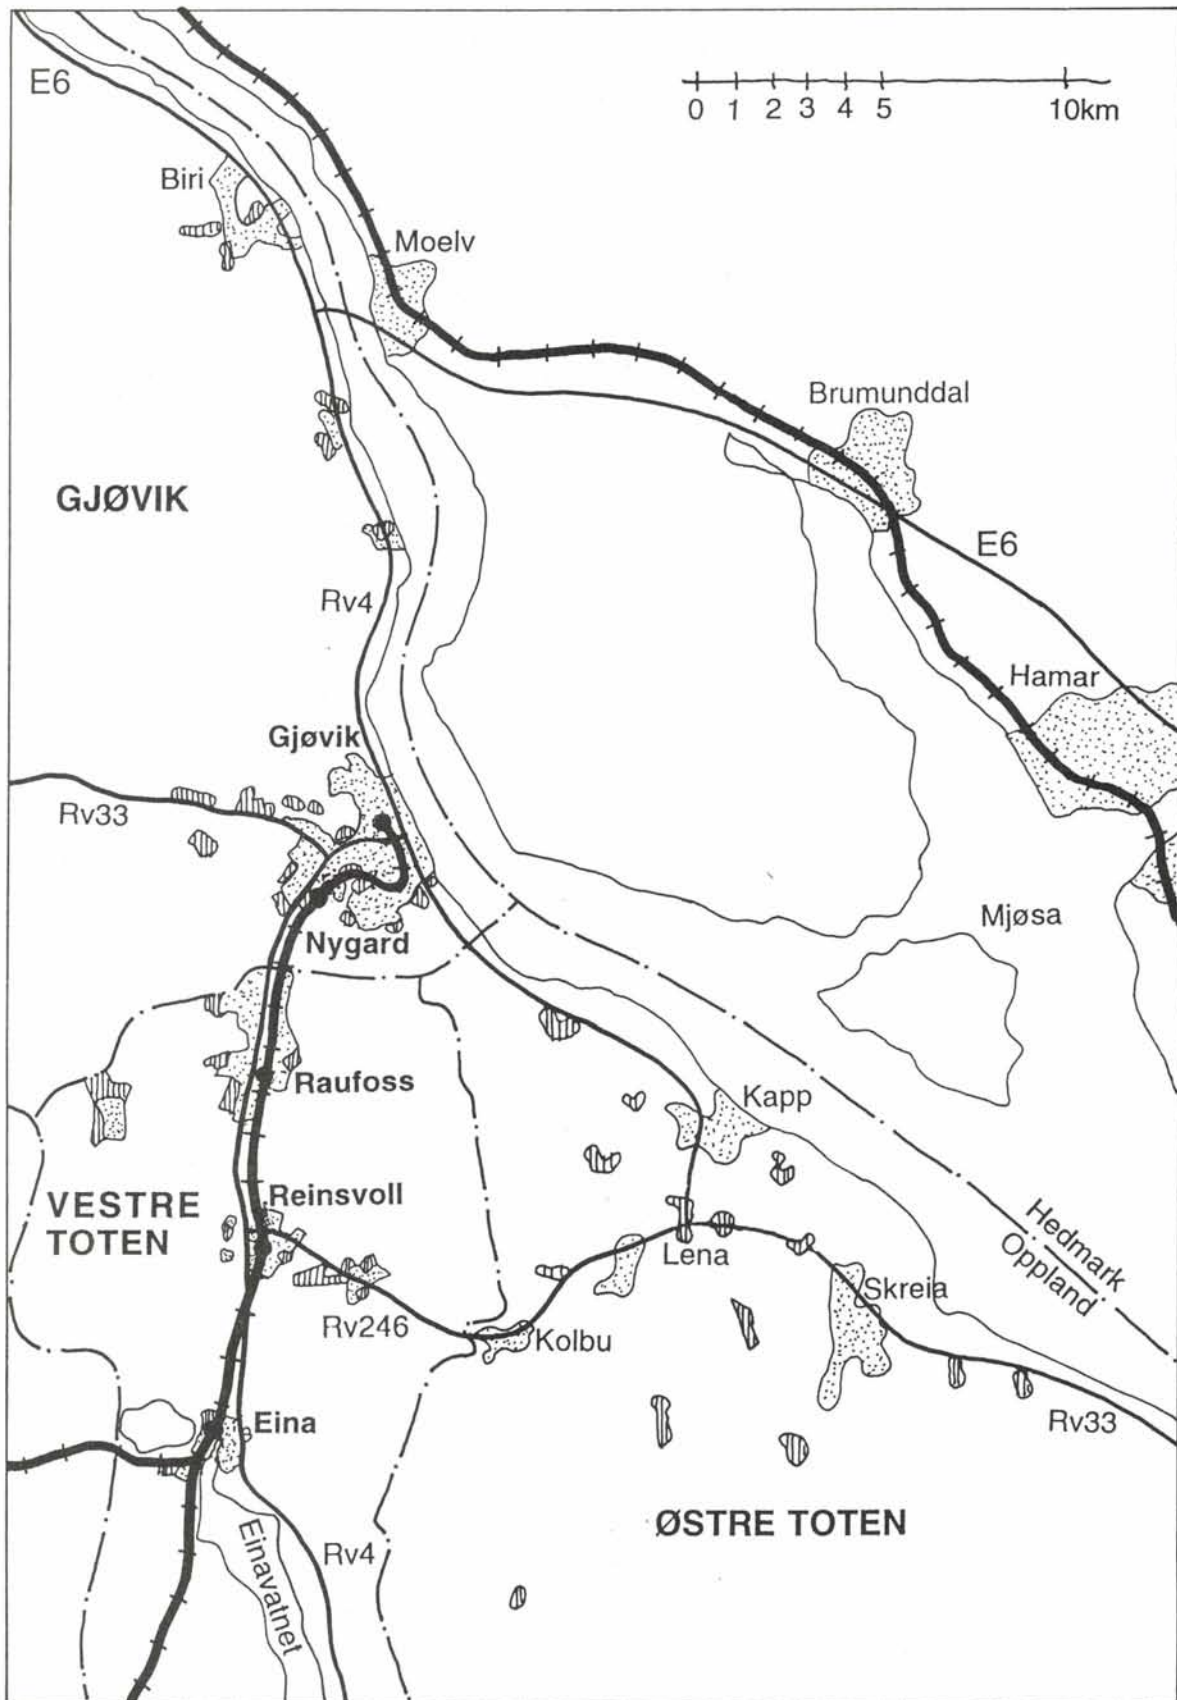 E6
0 1 2 3 4 5 10km
Biri
Moelv
Brumunddal
GJØVIK
E6
Rv4
Hamar
Gjøvik
Rv33
Mjøsa
Nygard
Raufoss
Kapp
Reinsvoll
VESTRE
TOTEN
Hedmark
Oppland
Lena
Skreia
Rv246
Kolbu
Eina
Rv33
ØSTRE TOTEN
Einavatnet
Rv4